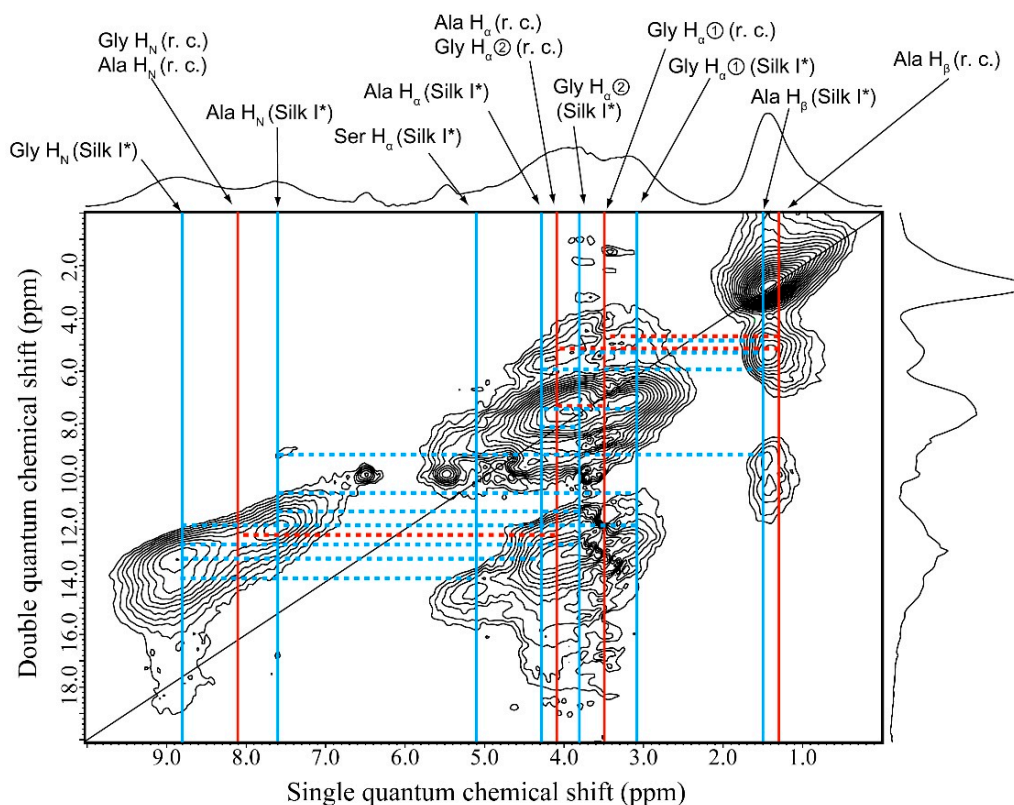 Gly H_N (r. c.)
Ala H_N (r. c.)
Ala H_α (r. c.)
Gly H_α② (r. c.)
Gly H_α① (r. c.)
Gly H_α① (Silk I*)
Ala H_β (r. c.)
Gly H_N (Silk I*)
Ala H_N (Silk I*)
Ser H_α (Silk I*)
Ala H_α (Silk I*)
Gly H_α②
(Silk I*)
Ala H_β (Silk I*)
Double quantum chemical shift (ppm)
2.0
4.0
6.0
8.0
10.0
12.0
14.0
16.0
18.0
9.0 8.0 7.0 6.0 5.0 4.0 3.0 2.0 1.0
Single quantum chemical shift (ppm)